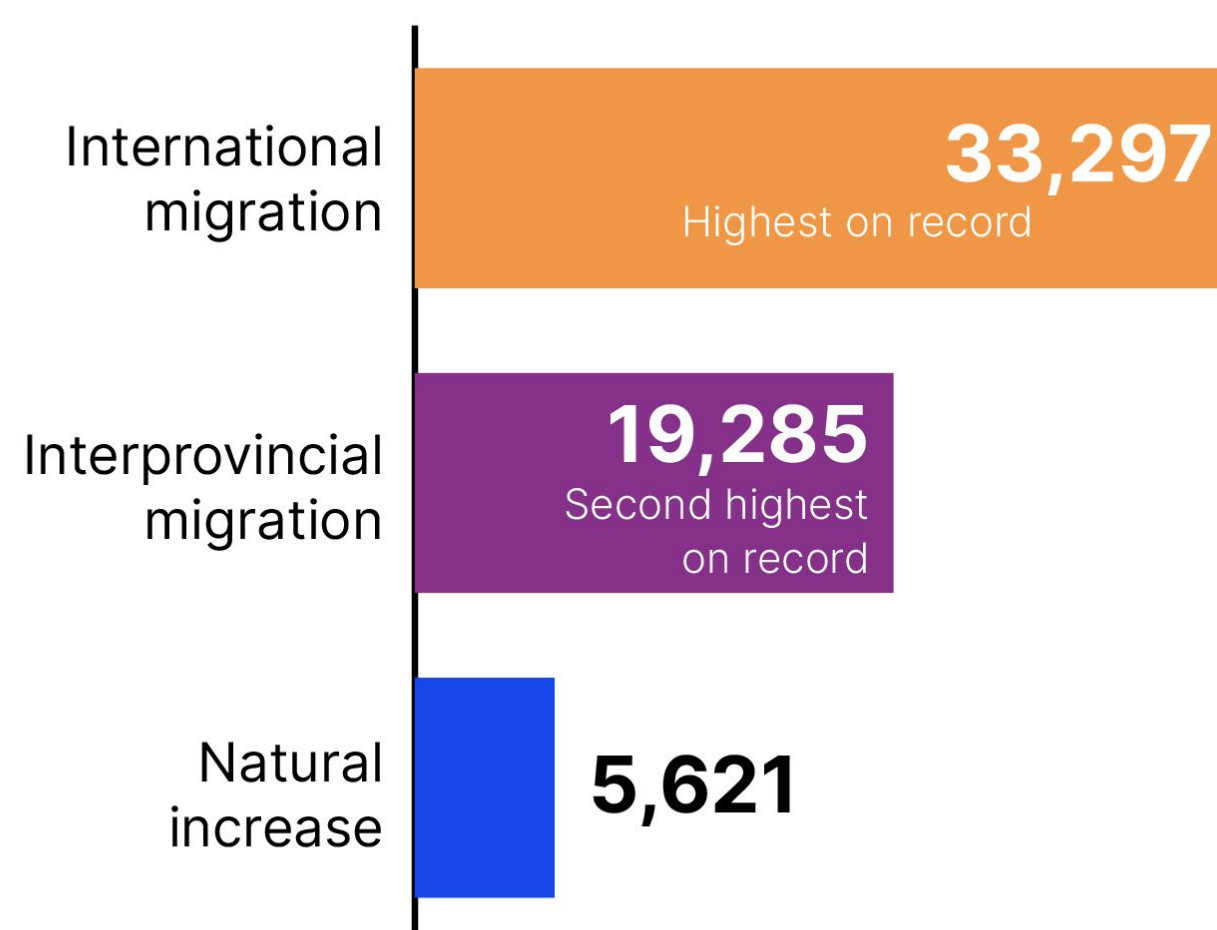 International
migration
33,297
Highest on record
Interprovincial
migration
19,285
Second highest
on record
Natural
increase
5,621